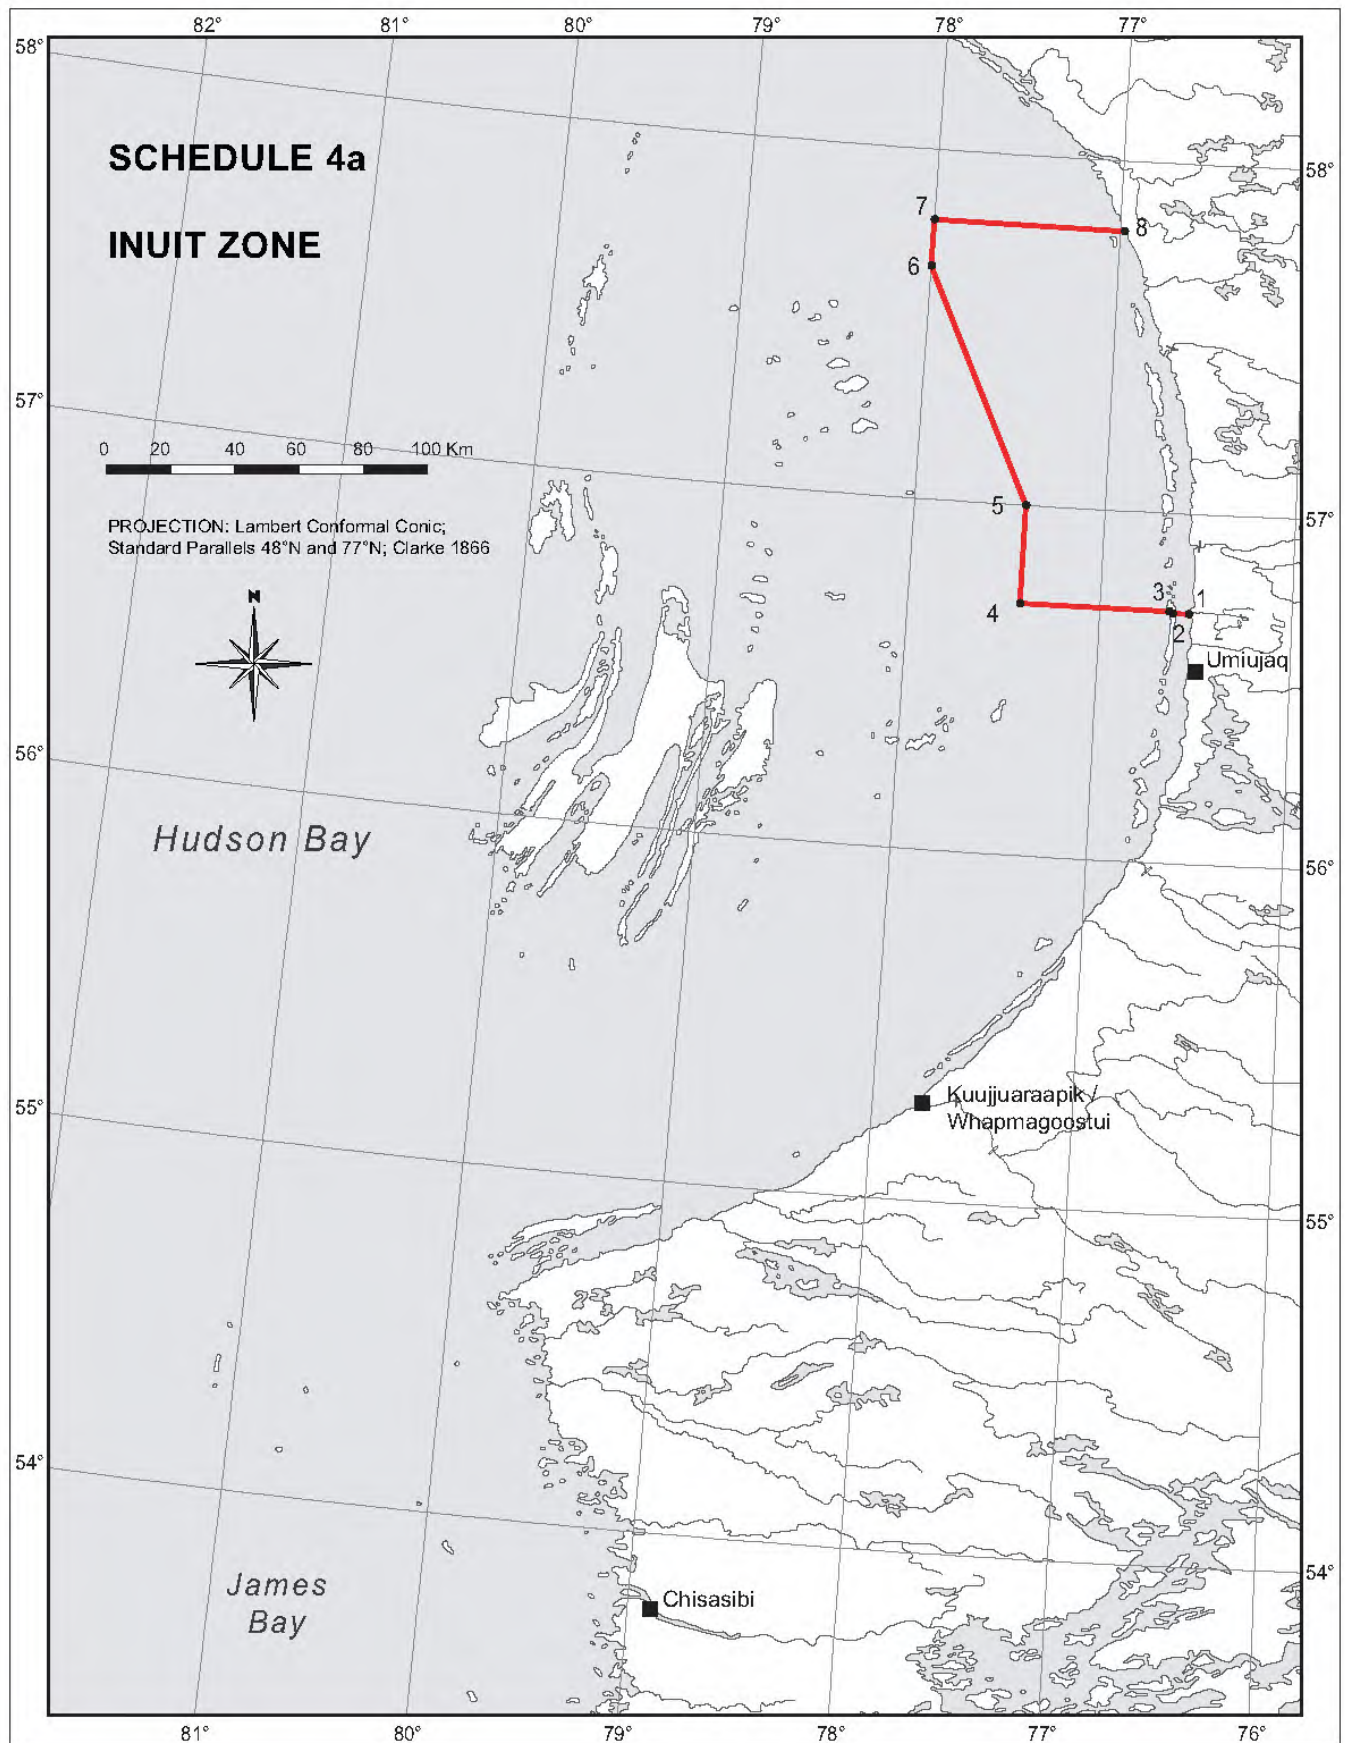 82° 81° 80° 79° 78° 77°
58°
58°
SCHEDULE 4a
INUIT ZONE
7
8
6
57°
0 20 40 60 80 100 Km
5
57°
PROJECTION: Lambert Conformal Conic;
Standard Parallels 48°N and 77°N; Clarke 1866
N
3 1
4
2
Umiujaq
56°
Hudson Bay
56°
Kuujjuaraapik /
Whapmagoostui
55°
55°
54°
54°
James
Bay
Chisasibi
81° 80° 79° 78° 77° 76°